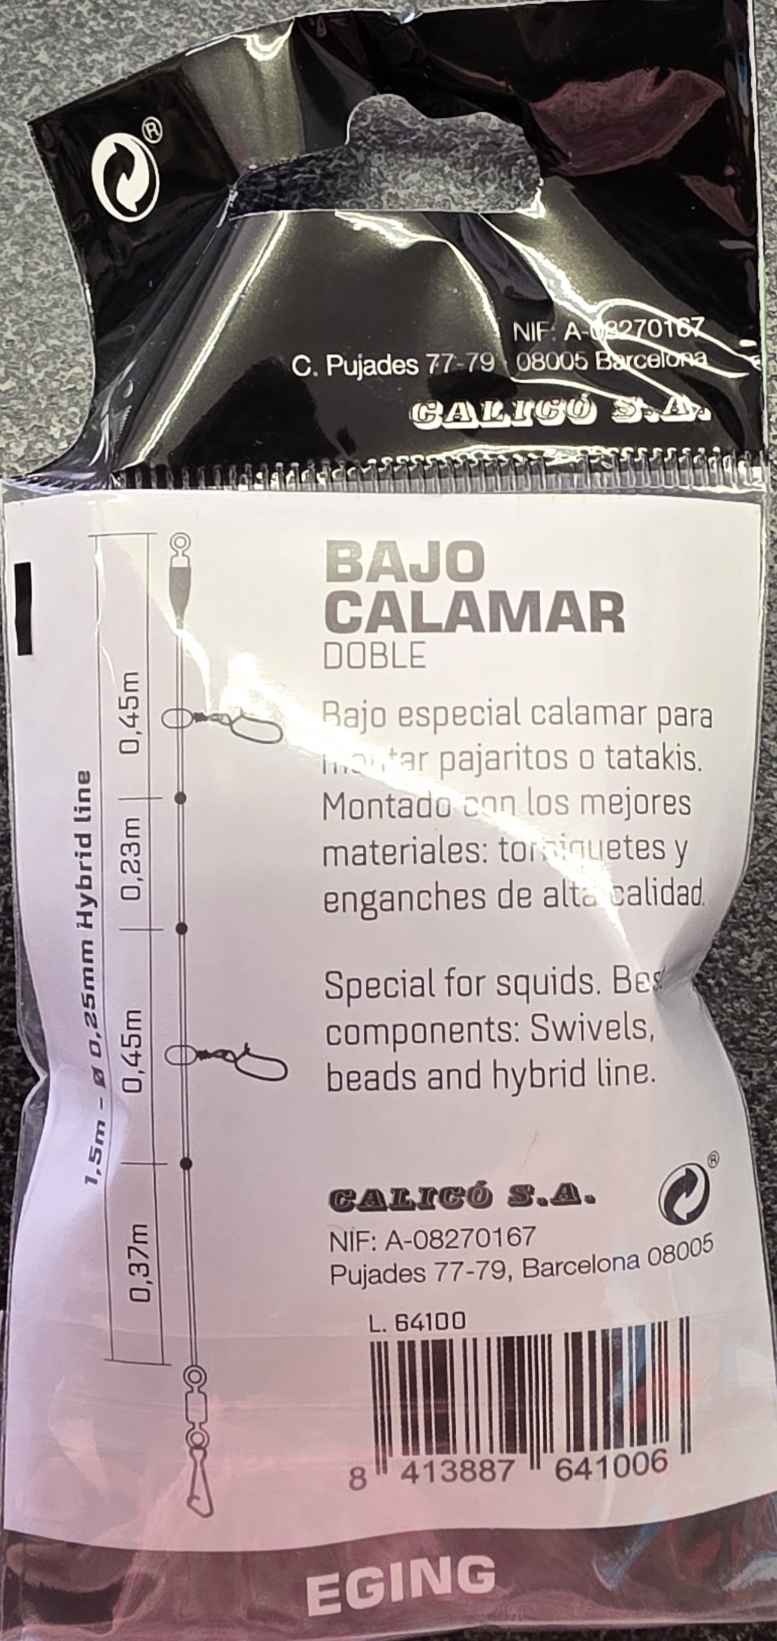 ®
NIF: A-08270167
C. Pujades 77-79 08005 Barcelona
CALICÓ S.A.
BAJO
CALAMAR
DOBLE
Bajo especial calamar para
montar pajaritos o tatakis.
Montado con los mejores
materiales: torniquetes y
enganches de alta calidad.
Special for squids. Bes
components: Swivels,
beads and hybrid line.
1,5m - Ø 0,25mm Hybrid line
0,45m
0,23m
0,45m
0,37m
CALICÓ S.A.
®
NIF: A-08270167
Pujades 77-79, Barcelona 08005
L. 64100
8 413887 641006
EGING